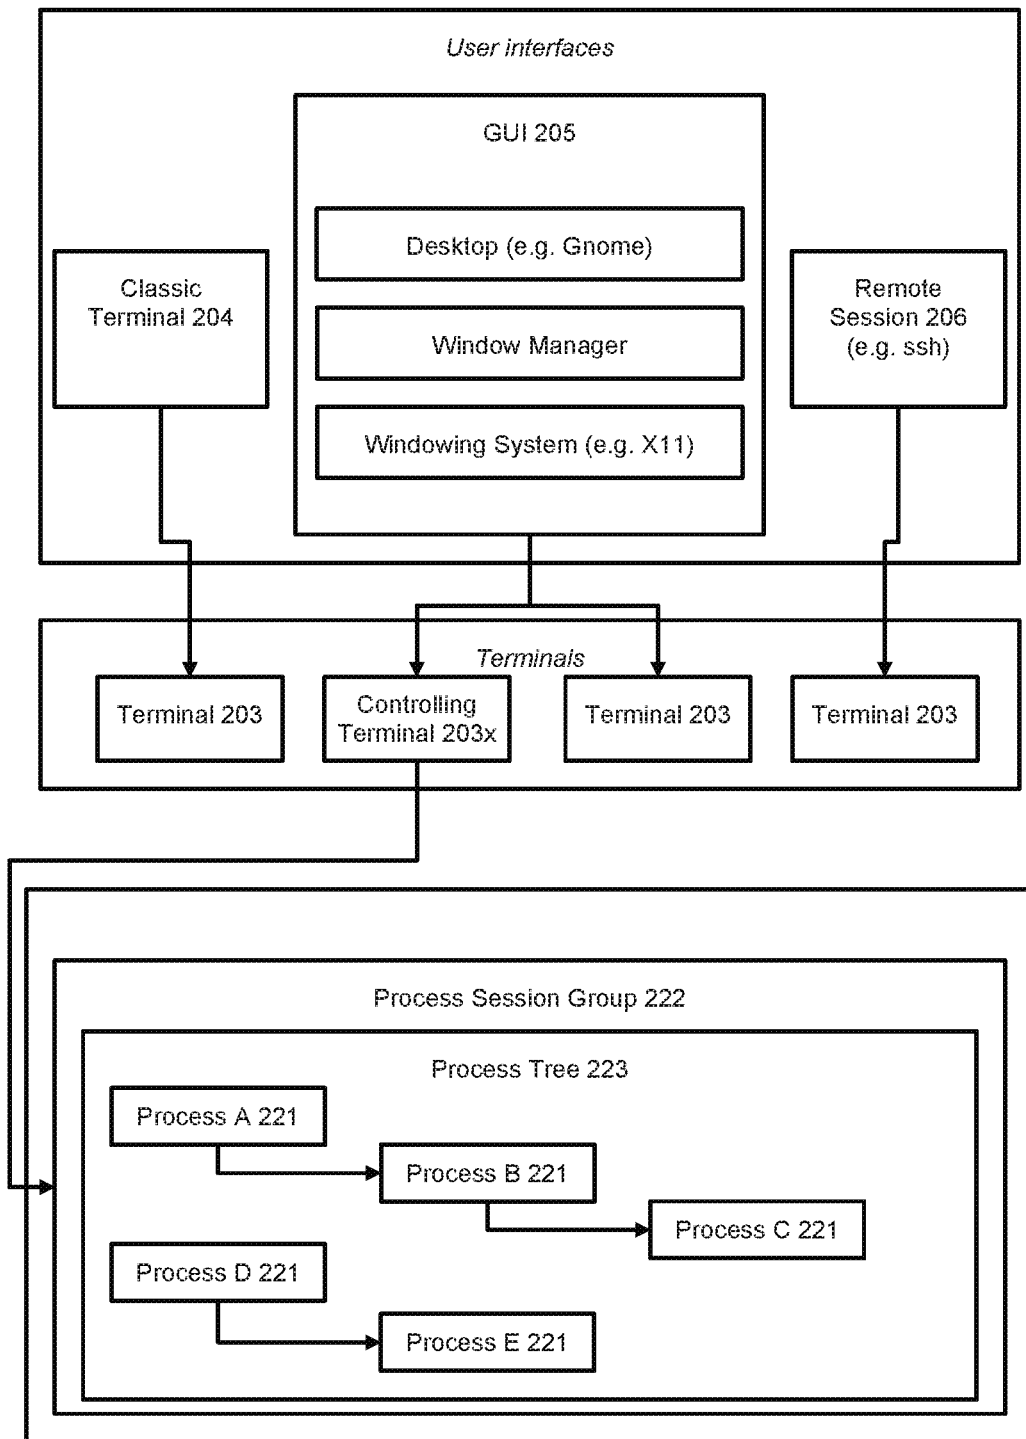 User interfaces
GUI 205
Desktop (e.g. Gnome)
Classic
Terminal 204
Remote
Session 206
(e.g. ssh)
Window Manager
Windowing System (e.g. X11)
Terminals
Terminal 203
Controlling
Terminal 203x
Terminal 203
Terminal 203
Process Session Group 222
Process Tree 223
Process A 221
Process B 221
Process C 221
Process D 221
Process E 221